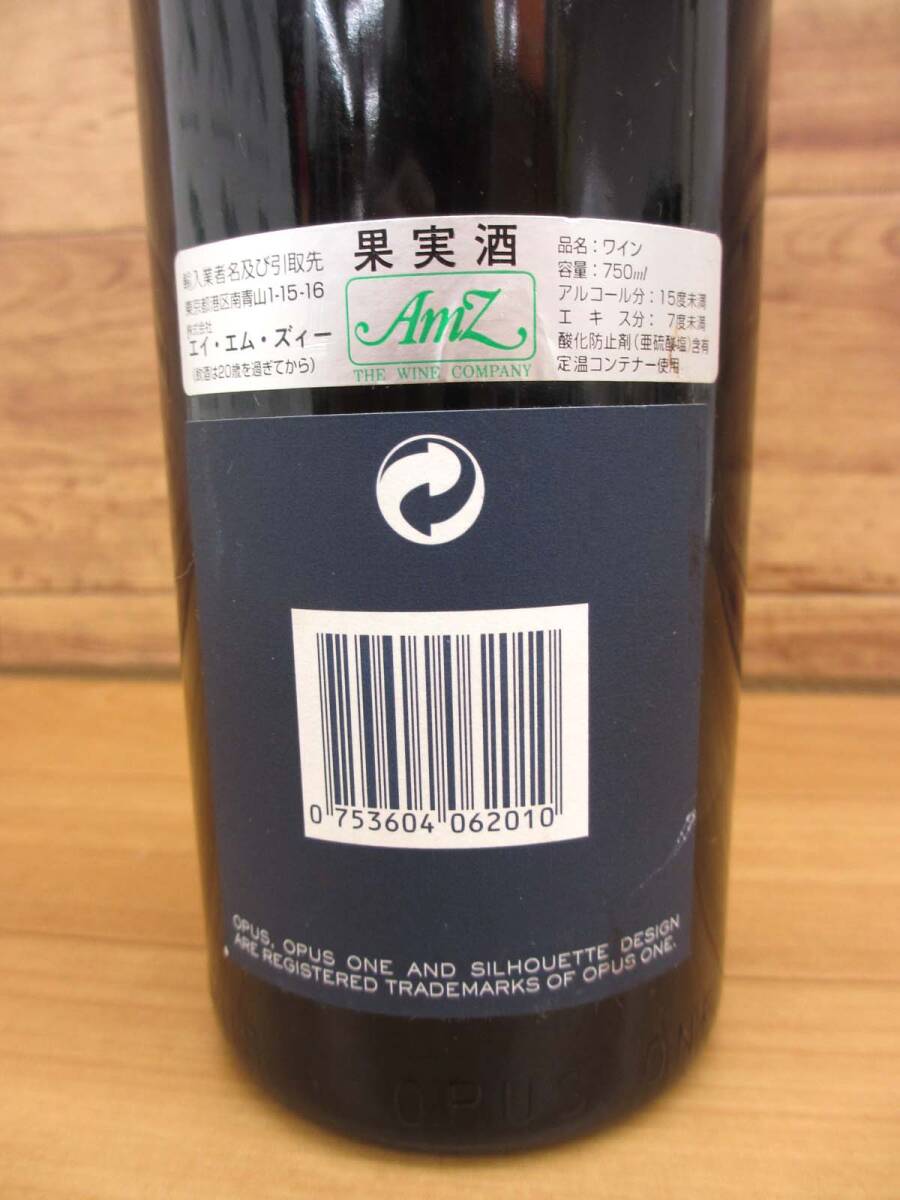 輸入業者名及び引取先
東京都港区南青山1-15-16
株式会社
エイ・エム・ズィー
(飲酒は20歳を過ぎてから)
果実酒
AmZ
THE WINE COMPANY
品名:ワイン
容量:750ml
アルコール分:15度未満
エキス分:7度未満
酸化防止剤(亜硫酸塩)含有
定温コンテナー使用
0 753604 062010
OPUS, OPUS ONE AND SILHOUETTE DESIGN
ARE REGISTERED TRADEMARKS OF OPUS ONE.
OPUS ONE